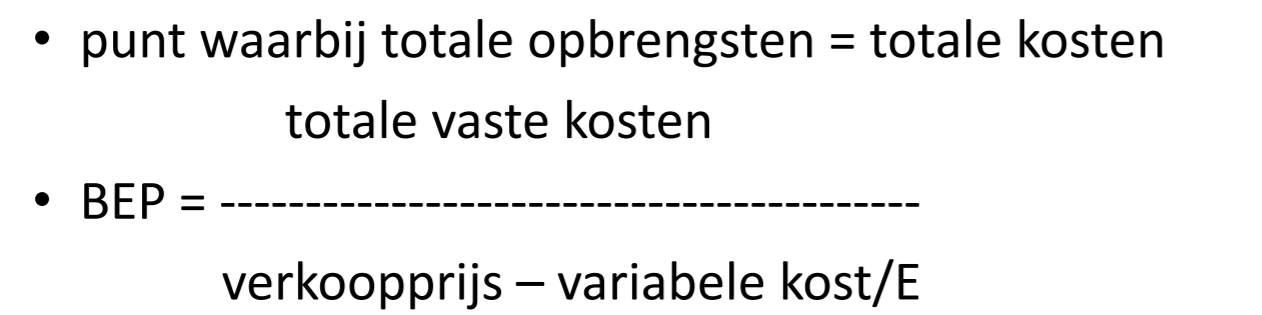 • punt waarbij totale opbrengsten = totale kosten
totale vaste kosten
• BEP = -----------------------------------------
verkoopprijs – variabele kost/E